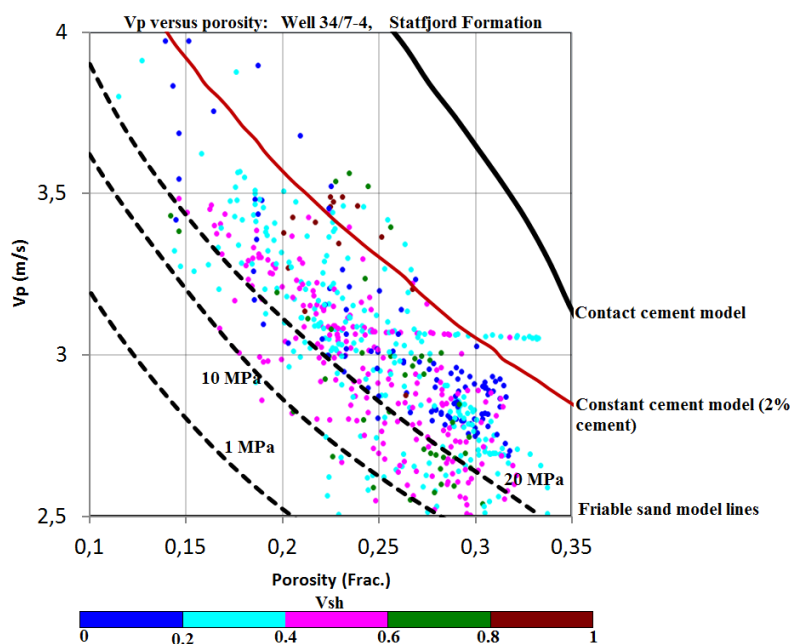 Vp versus porosity: Well 34/7-4, Statfjord Formation
4
3,5
3
2,5
Vp (m/s)
10 MPa
1 MPa
20 MPa
Contact cement model
Constant cement model (2%
cement)
Friable sand model lines
0,1 0,15 0,2 0,25 0,3 0,35
Porosity (Frac.)
Vsh
0 0.2 0.4 0.6 0.8 1